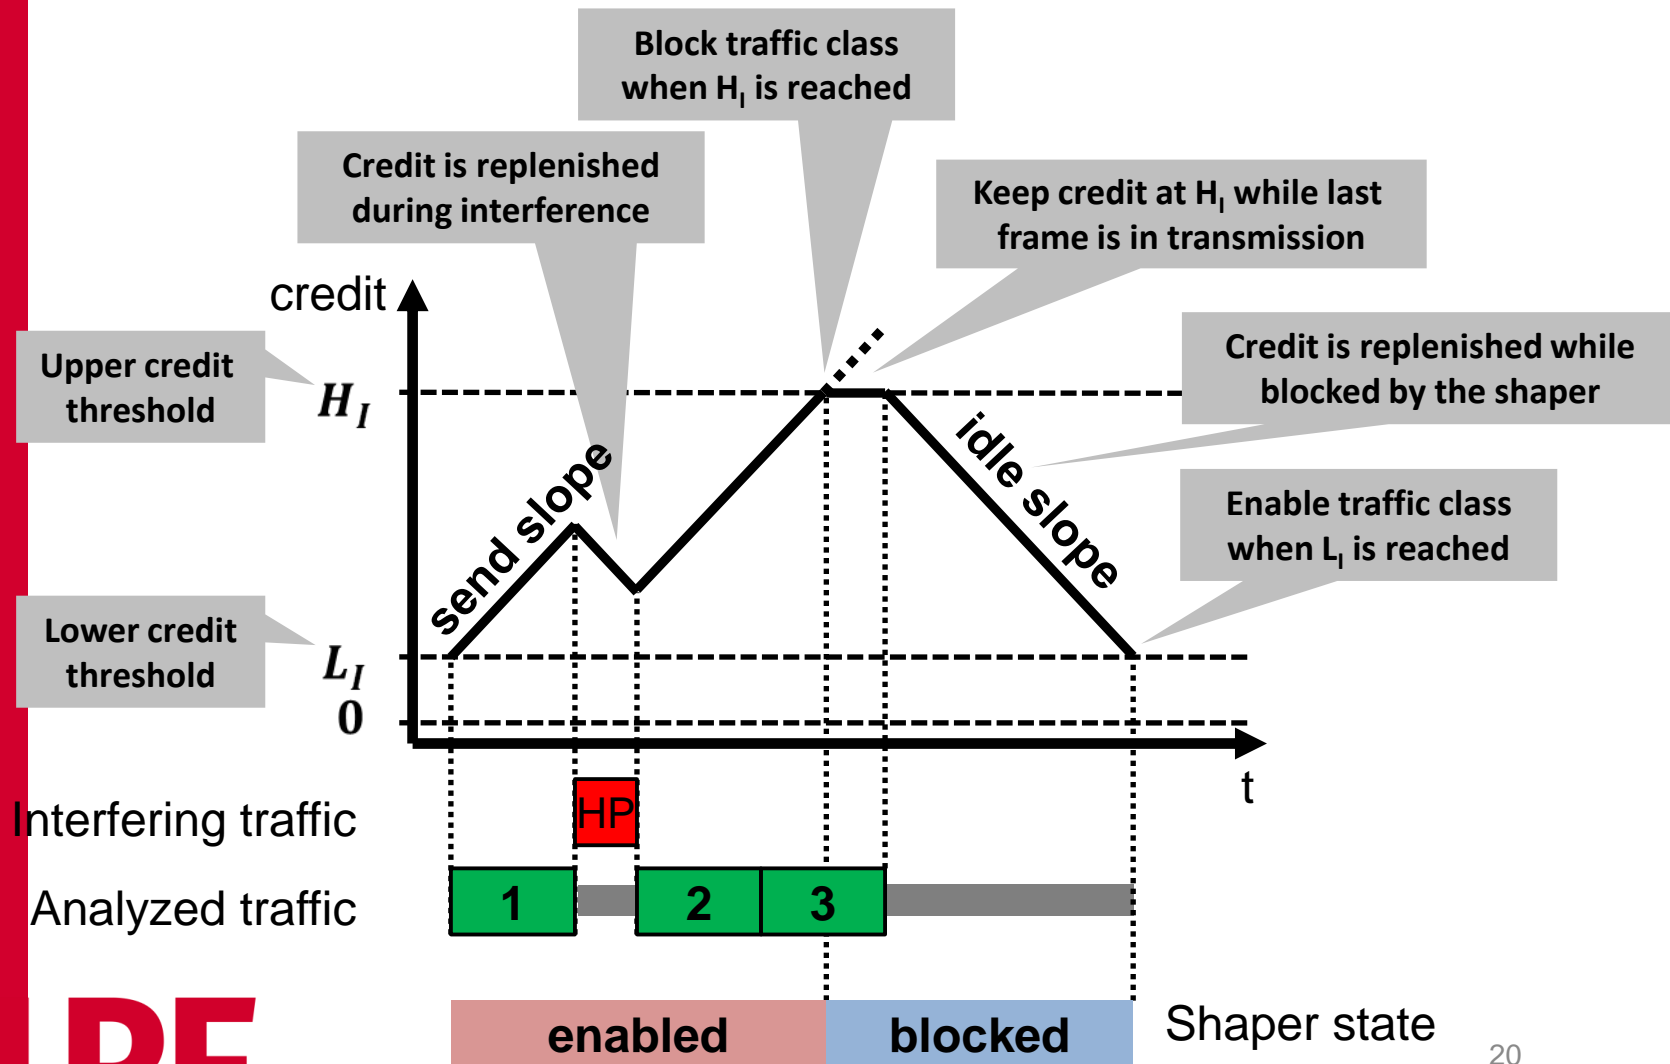 Block traffic class
when H_I is reached
Credit is replenished
during interference
Keep credit at H_I while last
frame is in transmission
credit
Upper credit
threshold
H_I
Credit is replenished while
blocked by the shaper
send slope
idle slope
Enable traffic class
when L_I is reached
Lower credit
threshold
L_I
0
t
Interfering traffic
HP
Analyzed traffic
1
2
3
enabled
blocked
Shaper state
20